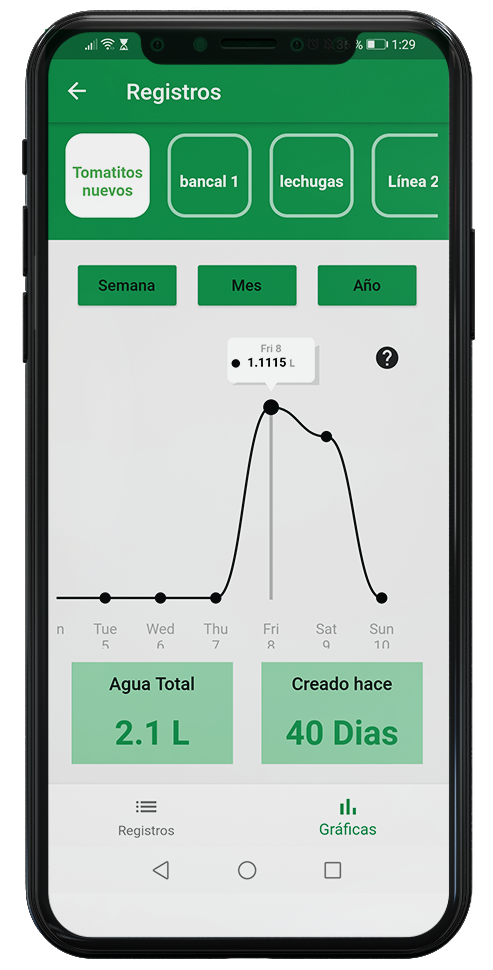 36% 1:29
Registros
Tomatitos
nuevos
bancal 1
lechugas
Línea 2
Semana
Mes
Año
Fri 8
1.1115 L
?
n
Tue
Wed
Thu
Fri
Sat
Sun
5
6
7
8
9
10
Agua Total
2.1 L
Creado hace
40 Dias
Registros
Gráficas